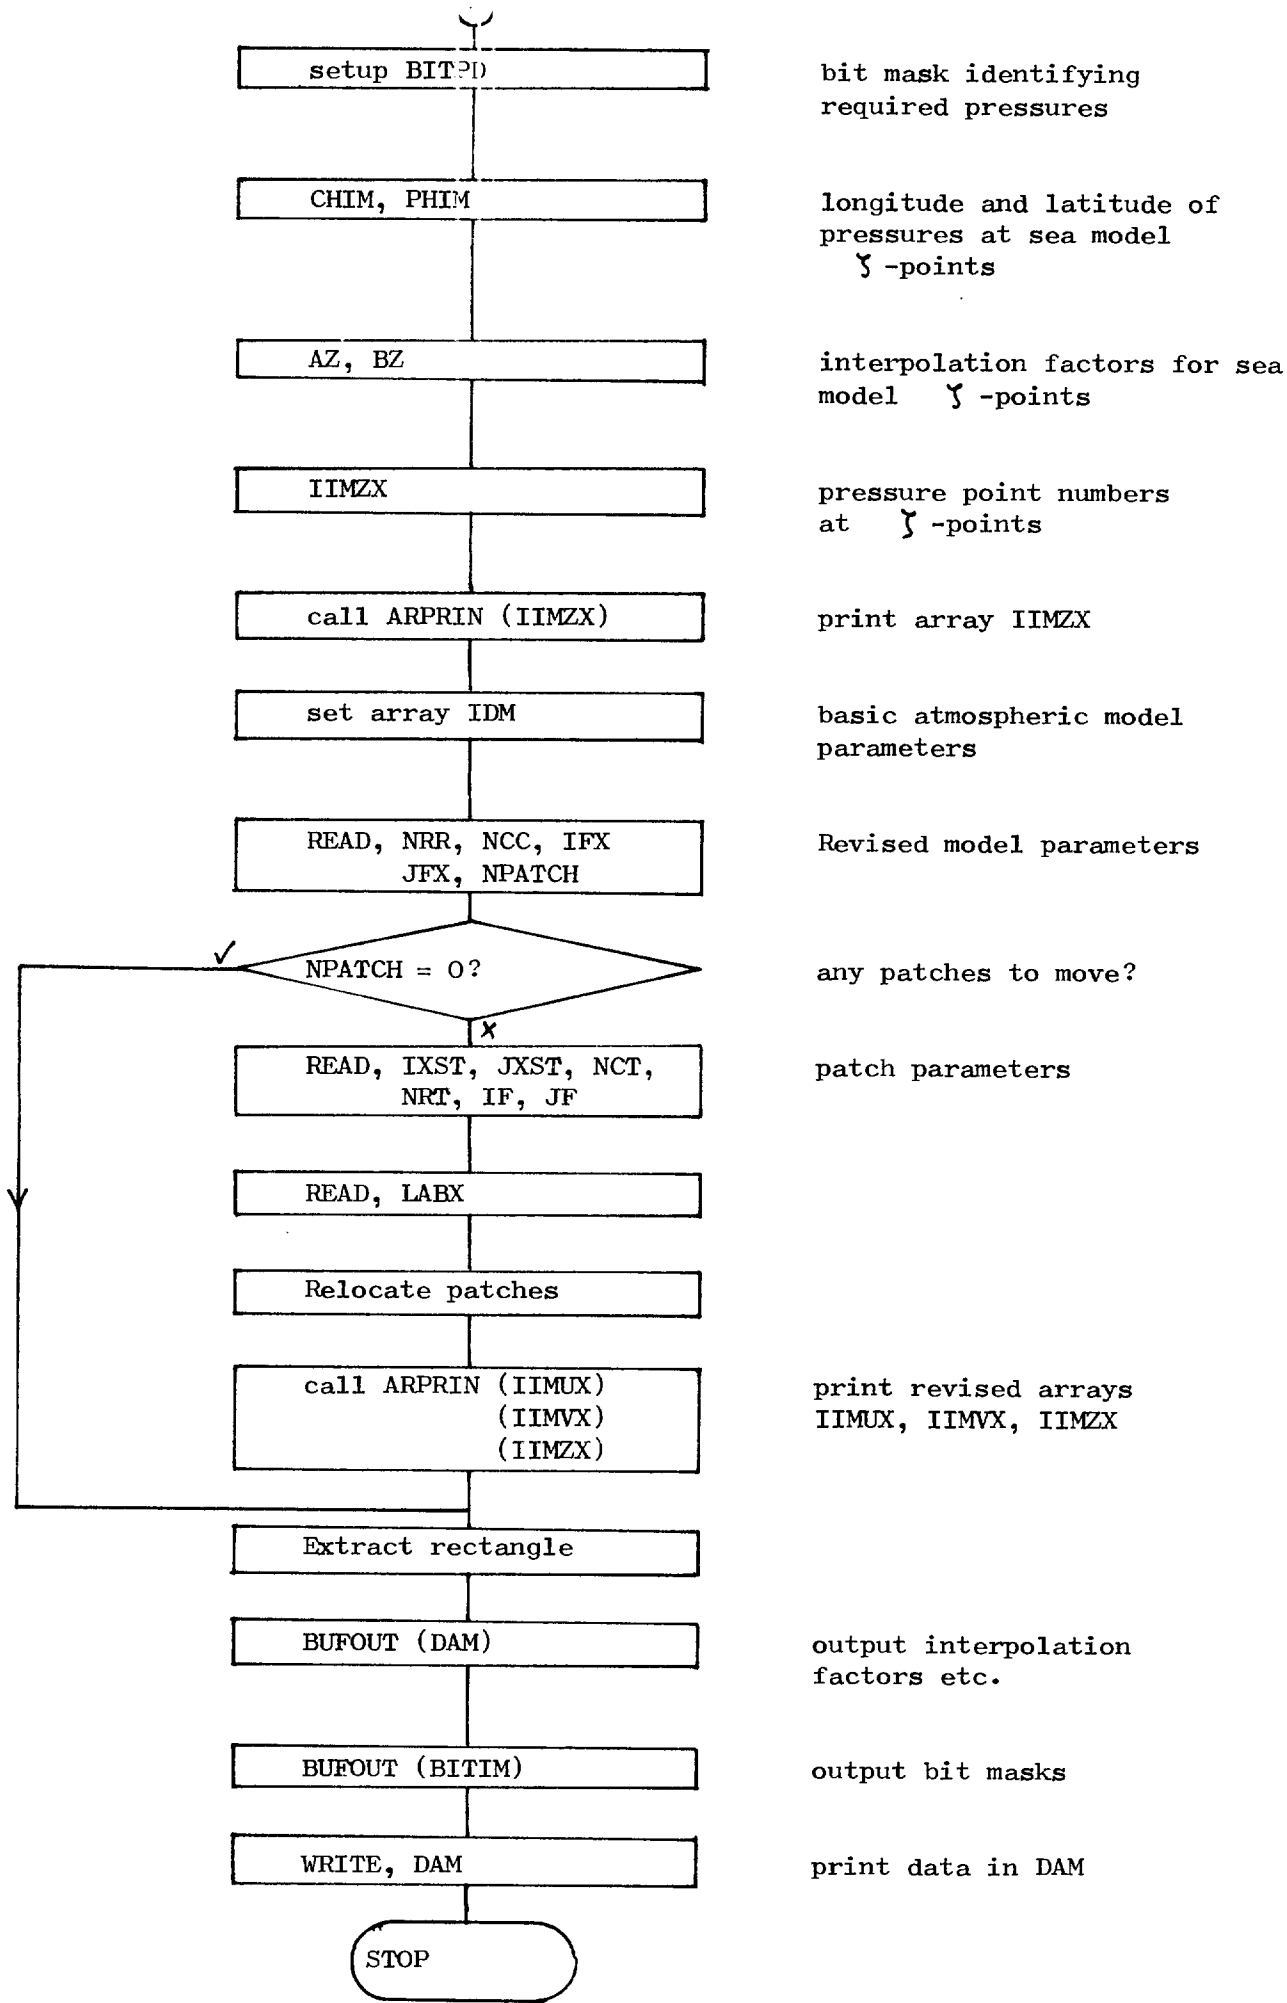 setup BITPD
bit mask identifying
required pressures
CHIM, PHIM
longitude and latitude of
pressures at sea model
ζ -points
AZ, BZ
interpolation factors for sea
model ζ -points
IIMZX
pressure point numbers
at ζ -points
call ARPRIN (IIMZX)
print array IIMZX
set array IDM
basic atmospheric model
parameters
READ, NRR, NCC, IFX
JFX, NPATCH
Revised model parameters
✓
NPATCH = 0?
any patches to move?
x
READ, IXST, JXST, NCT,
NRT, IF, JF
patch parameters
READ, LABX
Relocate patches
call ARPRIN (IIMUX)
(IIMVX)
(IIMZX)
print revised arrays
IIMUX, IIMVX, IIMZX
Extract rectangle
BUFOUT (DAM)
output interpolation
factors etc.
BUFOUT (BITIM)
output bit masks
WRITE, DAM
print data in DAM
STOP